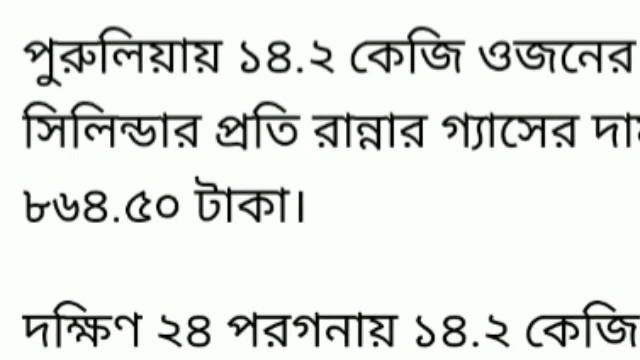 পুরুলিয়ায় ১৪.২ কেজি ওজনের
সিলিন্ডার প্রতি রান্নার গ্যাসের
৮৬৪.৫০ টাকা।
দক্ষিণ ২৪ পরগনায় ১৪.২ কেজি